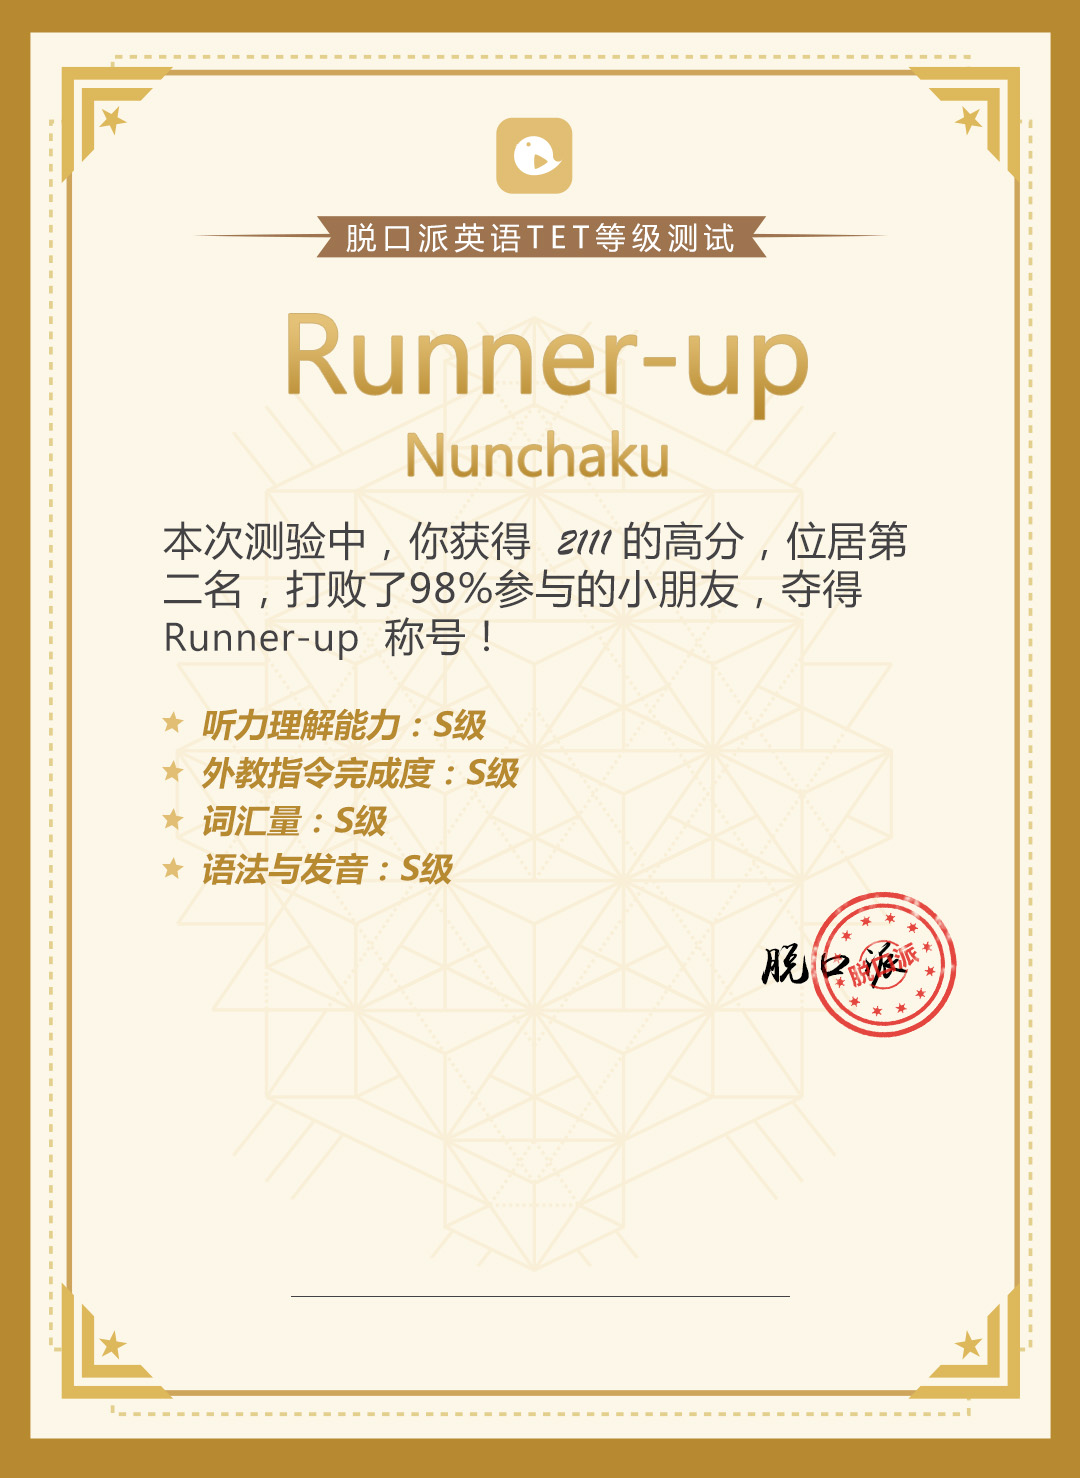 脱口派英语TET等级测试
Runner-up
Nunchaku
本次测验中，你获得 2111 的高分，位居第
二名，打败了98%参与的小朋友，夺得
Runner-up 称号！
听力理解能力：S级
外教指令完成度：S级
词汇量：S级
语法与发音：S级
脱口派
脱口派